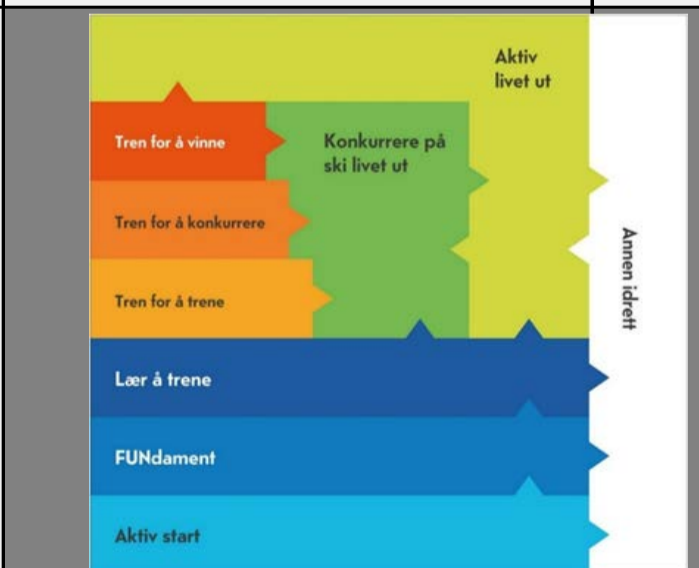 Aktiv
livet ut
Tren for å vinne
Konkurrere på
ski livet ut
Tren for å konkurrere
Tren for å trene
Annen idrett
Lær å trene
FUNdament
Aktiv start